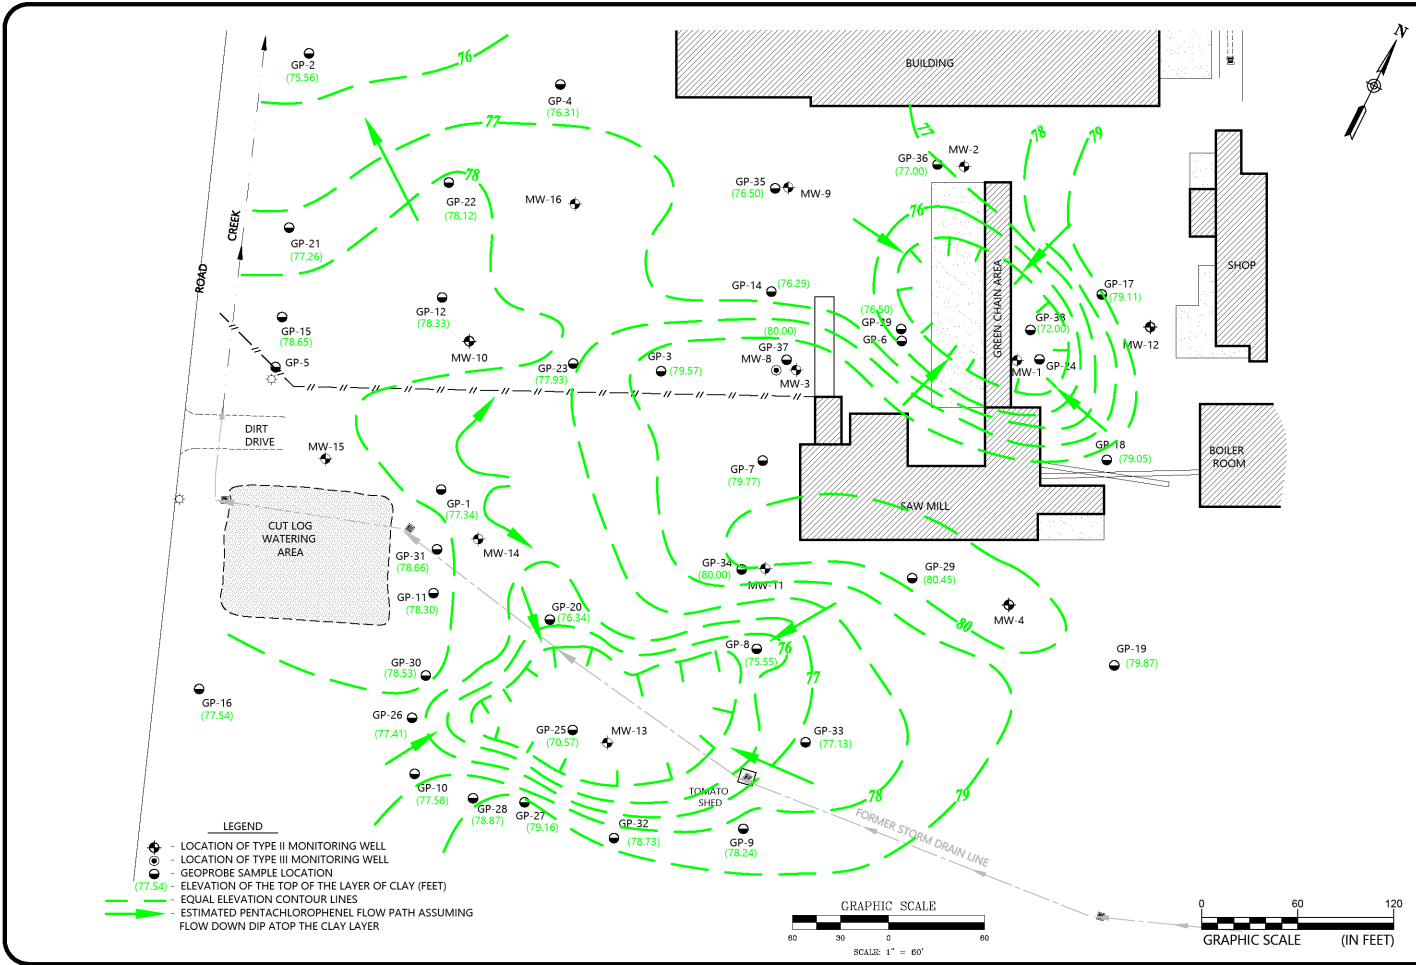 N
76
GP-2
(75.56)
GP-4
(76.31)
BUILDING
77
77
78
79
GP-36
(77.00)
MW-2
78
GP-22
(78.12)
MW-16
GP-35
(76.50)
MW-9
76
CREEK
GP-21
(77.26)
ROAD
SHOP
GREEN CHAIN AREA
GP-14
(76.29)
GP-17
(79.11)
GP-12
(78.33)
GP-15
(78.65)
(76.50)
GP-39
GP-38
(72.00)
(80.00)
GP-37
GP-6
MW-12
MW-10
GP-5
GP-23
(77.93)
GP-3
(79.57)
MW-8
MW-3
MW-1
GP-24
DIRT
DRIVE
MW-15
GP-7
(79.77)
GP-18
(79.05)
BOILER
ROOM
GP-1
(77.34)
SAW MILL
CUT LOG
WATERING
AREA
GP-31
(78.66)
MW-14
GP-34
(80.00)
MW-11
GP-29
(80.45)
GP-11
(78.30)
GP-20
(76.34)
MW-4
80
GP-8
(75.55)
76
GP-19
(79.87)
GP-30
(78.53)
77
GP-16
(77.54)
GP-26
(77.41)
GP-25
(70.57)
MW-13
GP-33
(77.13)
GP-10
(77.58)
TOMATO
SHED
78
79
GP-28
(78.87)
GP-27
(79.16)
GP-32
(78.73)
GP-9
(78.24)
FORMER STORM DRAIN LINE
LEGEND
- LOCATION OF TYPE II MONITORING WELL
- LOCATION OF TYPE III MONITORING WELL
- GEOPROBE SAMPLE LOCATION
(77.54) - ELEVATION OF THE TOP OF THE LAYER OF CLAY (FEET)
- EQUAL ELEVATION CONTOUR LINES
- ESTIMATED PENTACHLOROPHENEL FLOW PATH ASSUMING
FLOW DOWN DIP ATOP THE CLAY LAYER
GRAPHIC SCALE
60 30 0 60
SCALE: 1" = 60'
0 60 120
GRAPHIC SCALE (IN FEET)